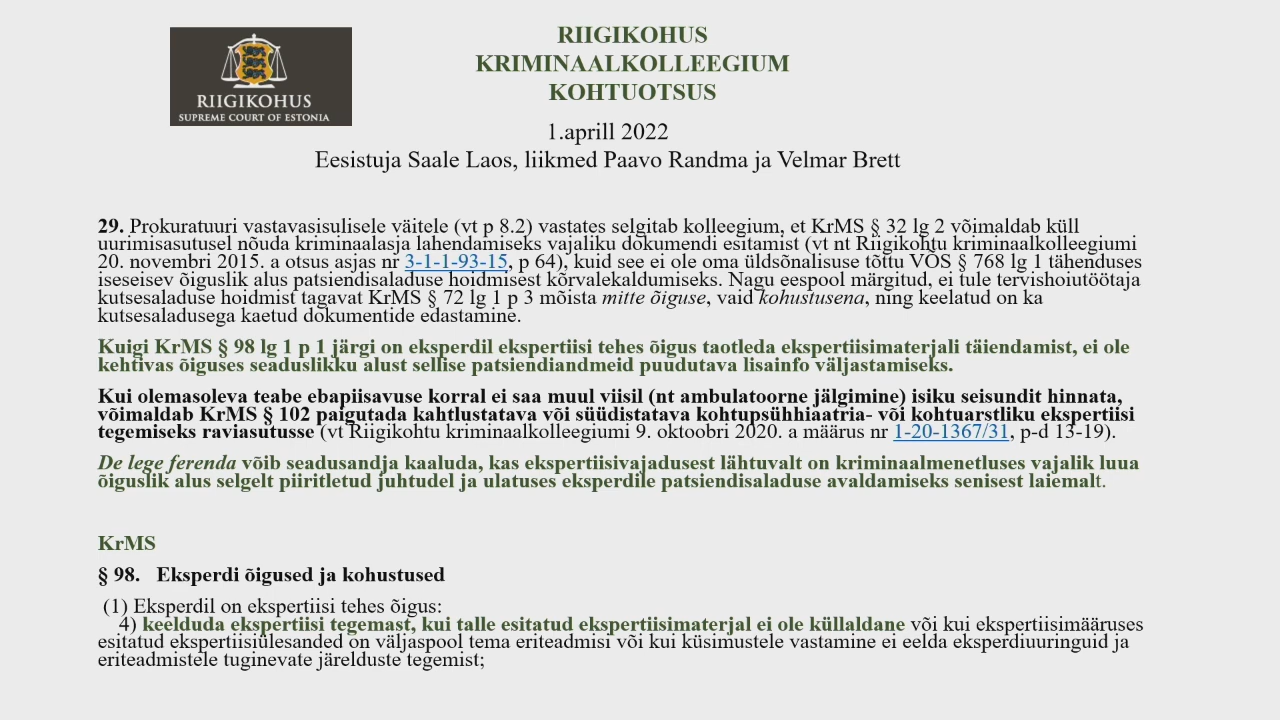 RIIGIKOHUS
SUPREME COURT OF ESTONIA
RIIGIKOHUS
KRIMINAALKOLLEEGIUM
KOHTUOTSUS
1.aprill 2022
Eesistuja Saale Laos, liikmed Paavo Randma ja Velmar Brett
29. Prokuratuuri vastavasisulisele väitele (vt p 8.2) vastates selgitab kolleegium, et KrMS § 32 lg 2 võimaldab küll
uurimisasutusel nõuda kriminaalasja lahendamiseks vajaliku dokumendi esitamist (vt nt Riigikohtu kriminaalkolleegiumi
20. novembri 2015. a otsus asjas nr 3-1-1-93-15, p 64), kuid see ei ole oma üldsõnalisuse tõttu VÕS § 768 lg 1 tähenduses
iseseisev õiguslik alus patsiendisaladuse hoidmisest kõrvalekaldumiseks. Nagu eespool märgitud, ei tule tervishoiutöötaja
kutsesaladuse hoidmist tagavat KrMS § 72 lg 1 p 3 mõista mitte õiguse, vaid kohustusena, ning keelatud on ka
kutsesaladusega kaetud dokumentide edastamine.
Kuigi KrMS § 98 lg 1 p 1 järgi on eksperdil ekspertiisi tehes õigus taotleda ekspertiisimaterjali täiendamist, ei ole
kehtivas õiguses seaduslikku alust sellise patsiendiandmeid puudutava lisainfo väljastamiseks.
Kui olemasoleva teabe ebapiisavuse korral ei saa muul viisil (nt ambulatoorne jälgimine) isiku seisundit hinnata,
võimaldab KrMS § 102 paigutada kahtlustatava või süüdistatava kohtupsühhiaatria- või kohtuarstliku ekspertiisi
tegemiseks raviasutusse (vt Riigikohtu kriminaalkolleegiumi 9. oktoobri 2020. a määrus nr 1-20-1367/31, p-d 13-19).
De lege ferenda võib seadusandja kaaluda, kas ekspertiisivajadusest lähtuvalt on kriminaalmenetluses vajalik luua
õiguslik alus selgelt piiritletud juhtudel ja ulatuses eksperdile patsiendisaladuse avaldamiseks senisest laiemalt.
KrMS
§ 98. Eksperdi õigused ja kohustused
(1) Eksperdil on ekspertiisi tehes õigus:
4) keelduda ekspertiisi tegemast, kui talle esitatud ekspertiisimaterjal ei ole küllaldane või kui ekspertiisimääruses
esitatud ekspertiisiülesanded on väljaspool tema eriteadmisi või kui küsimustele vastamine ei eelda eksperdiuuringuid ja
eriteadmistele tuginevate järelduste tegemist;